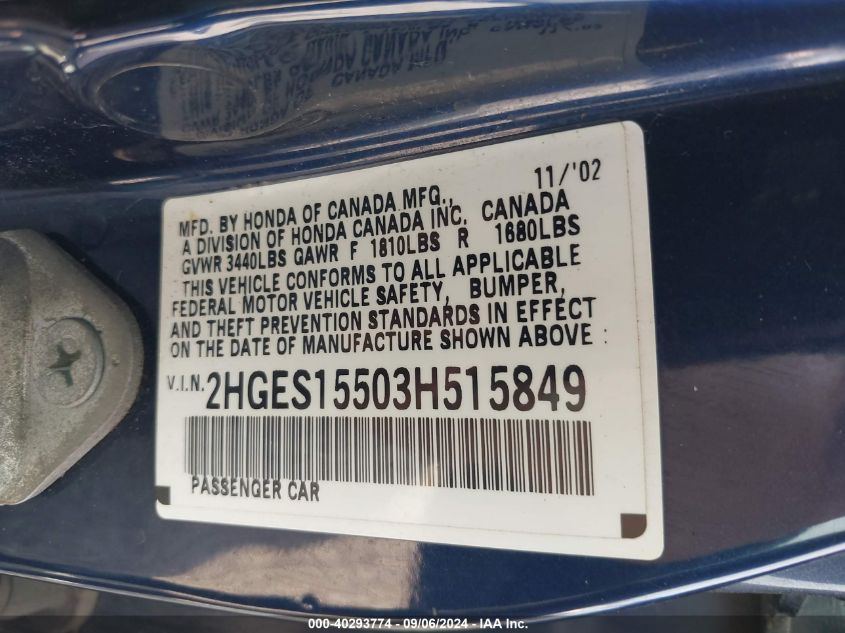 11/'02
MFD. BY HONDA OF CANADA MFG.,
A DIVISION OF HONDA CANADA INC. CANADA
GVWR 3440LBS GAWR F 1810LBS R 1680LBS
THIS VEHICLE CONFORMS TO ALL APPLICABLE
FEDERAL MOTOR VEHICLE SAFETY, BUMPER,
AND THEFT PREVENTION STANDARDS IN EFFECT
ON THE DATE OF MANUFACTURE SHOWN ABOVE :
V.I.N. 2HGES15503H515849
PASSENGER CAR
000-40293774 - 09/06/2024 - IAA Inc.